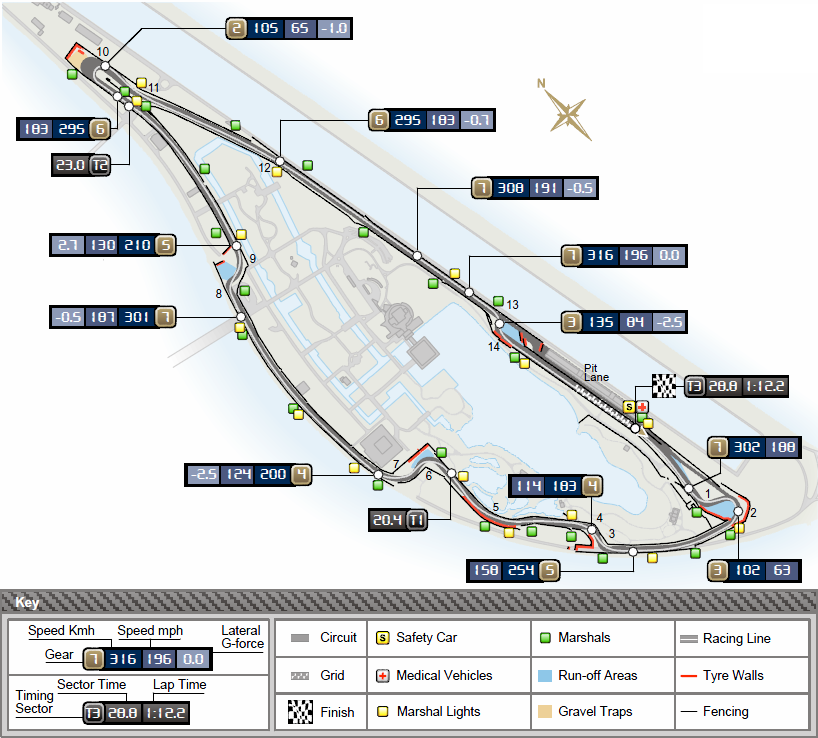 2 105 65 -1.0
10
N
11
183 295 6
6 295 183 -0.7
23.0 T2
12
7 308 191 -0.5
2.7 130 210 5
9
7 316 196 0.0
8
13
-0.5 187 301 7
3 135 84 -2.5
14
Pit
Lane
T3 28.8 1:12.2
S
7 302 188
7
-2.5 124 200 4
6
114 183 4
1
5
4
2
20.4 T1
3
158 254 5
3 102 63
Key
Speed Kmh Speed mph Lateral
G-force
Gear 7 316 196 0.0
Sector Time Lap Time
Timing
Sector T3 28.8 1:12.2
Circuit S Safety Car Marshals Racing Line
Grid Medical Vehicles Run-off Areas Tyre Walls
Finish Marshal Lights Gravel Traps Fencing